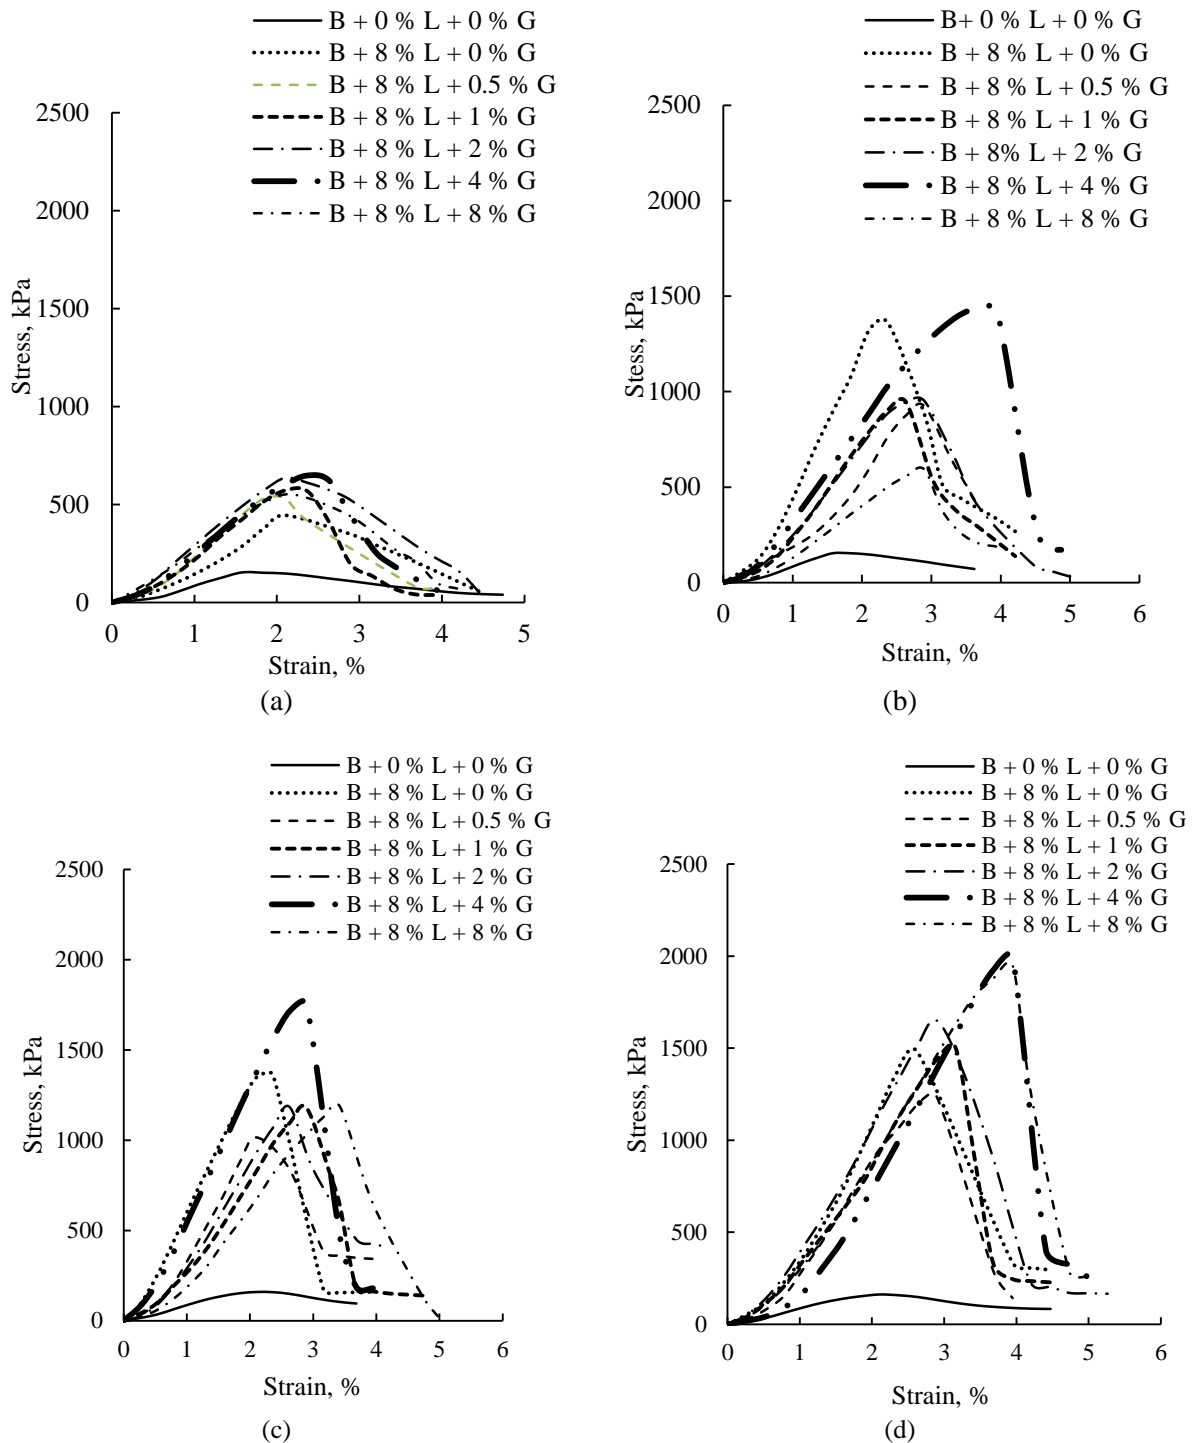 B + 0 % L + 0 % G
B + 8 % L + 0 % G
B + 8 % L + 0.5 % G
B + 8 % L + 1 % G
B + 8 % L + 2 % G
B + 8 % L + 4 % G
B + 8 % L + 8 % G
2500
2000
1500
1000
500
0
Stress, kPa
0 1 2 3 4 5
Strain, %
(a)
B+ 0 % L + 0 % G
B + 8 % L + 0 % G
B + 8 % L + 0.5 % G
B + 8 % L + 1 % G
B + 8% L + 2 % G
B + 8 % L + 4 % G
B + 8 % L + 8 % G
2500
2000
1500
1000
500
0
Stess, kPa
0 1 2 3 4 5 6
Strain, %
(b)
B + 0 % L + 0 % G
B + 8 % L + 0 % G
B + 8 % L + 0.5 % G
B + 8 % L + 1 % G
B + 8 % L + 2 % G
B + 8 % L + 4 % G
B + 8 % L + 8 % G
2500
2000
1500
1000
500
0
Stress, kPa
0 1 2 3 4 5 6
Strain, %
(c)
B + 0 % L + 0 % G
B + 8 % L + 0 % G
B + 8 % L + 0.5 % G
B + 8 % L + 1 % G
B + 8 % L + 2 % G
B + 8 % L + 4 % G
B + 8 % L + 8 % G
2500
2000
1500
1000
500
0
Stress, kPa
0 1 2 3 4 5 6
Strain, %
(d)